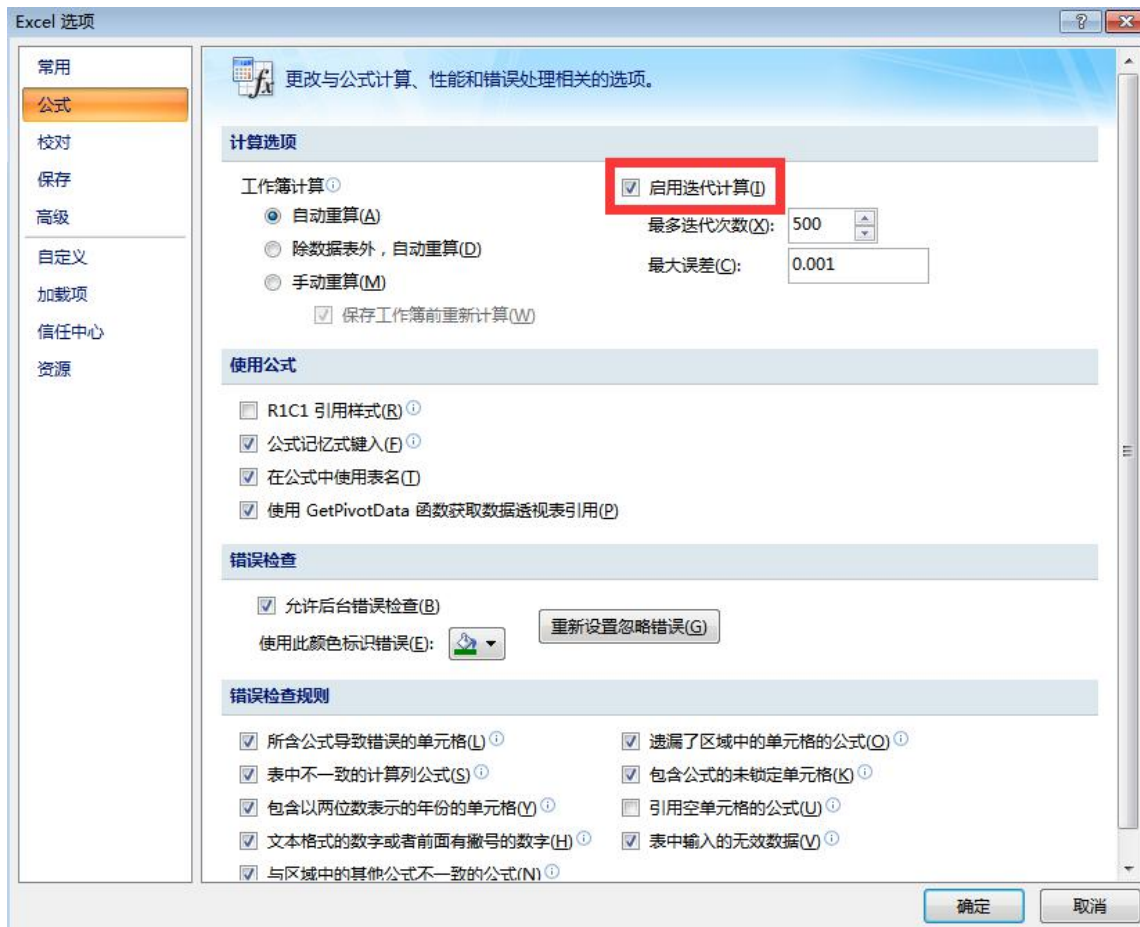 Excel 选项
常用
公式
校对
保存
高级
自定义
加载项
信任中心
资源
更改与公式计算、性能和错误处理相关的选项。
计算选项
工作簿计算
自动重算(A)
除数据表外，自动重算(D)
手动重算(M)
保存工作簿前重新计算(W)
启用迭代计算(I)
最多迭代次数(X): 500
最大误差(C): 0.001
使用公式
R1C1 引用样式(R)
公式记忆式键入(F)
在公式中使用表名(T)
使用 GetPivotData 函数获取数据透视表引用(P)
错误检查
允许后台错误检查(B)
使用此颜色标识错误(E):
重新设置忽略错误(G)
错误检查规则
所含公式导致错误的单元格(L)
表中不一致的计算列公式(S)
包含以两位数表示的年份的单元格(Y)
文本格式的数字或者前面有撇号的数字(H)
与区域中的其他公式不一致的公式(N)
遗漏了区域中的单元格的公式(O)
包含公式的未锁定单元格(K)
引用空单元格的公式(U)
表中输入的无效数据(V)
确定
取消